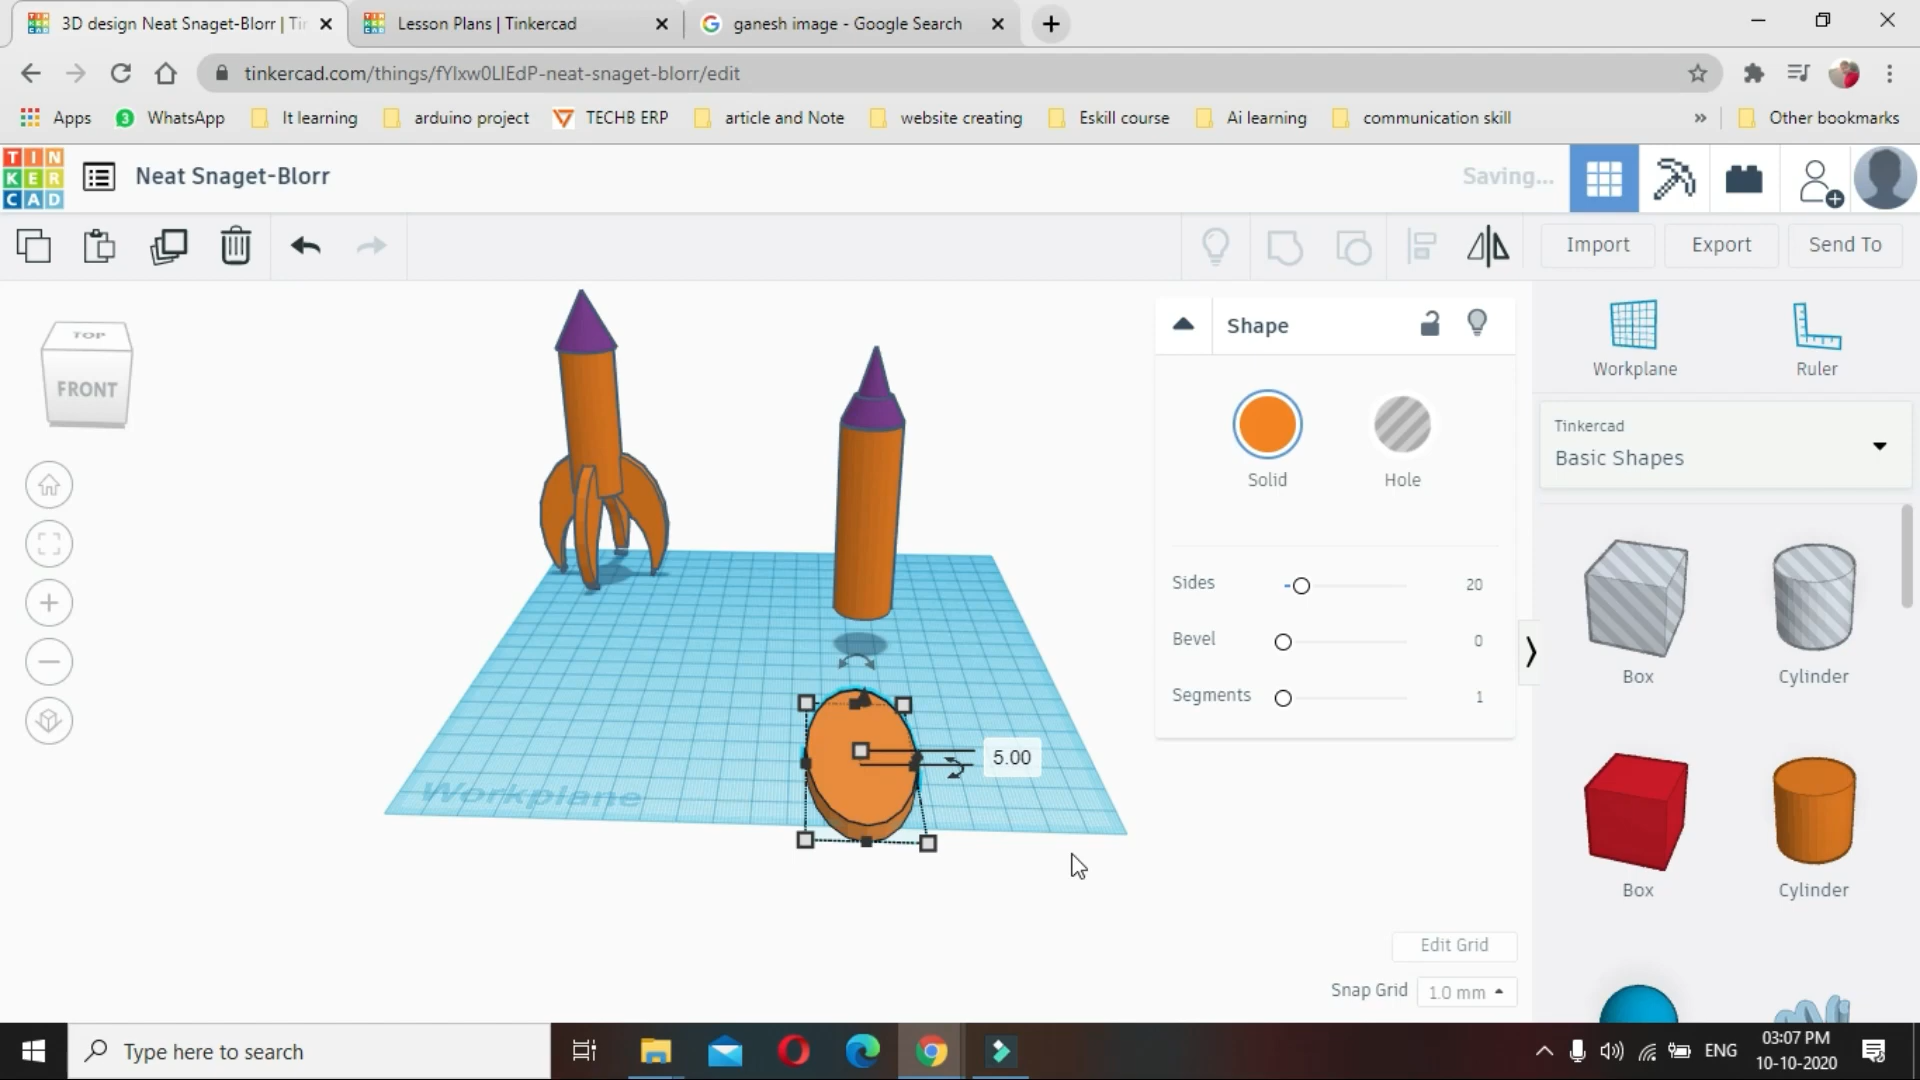 3D design Neat Snaget-Blorr | Tin
Lesson Plans | Tinkercad
ganesh image - Google Search
tinkercad.com/things/fYlxw0LlEdP-neat-snaget-blorr/edit
Apps
3
WhatsApp
It learning
arduino project
TECHB ERP
article and Note
website creating
Eskill course
Ai learning
communication skill
»
Other bookmarks
TIN
KER
CAD
Neat Snaget-Blorr
Saving...
Import
Export
Send To
TOP
FRONT
Shape
Solid
Hole
Sides
20
Bevel
0
Segments
1
Workplane
Ruler
Tinkercad
Basic Shapes
Box
Cylinder
Box
Cylinder
5.00
Workplane
Edit Grid
Snap Grid
1.0 mm
Type here to search
ENG
03:07 PM
10-10-2020